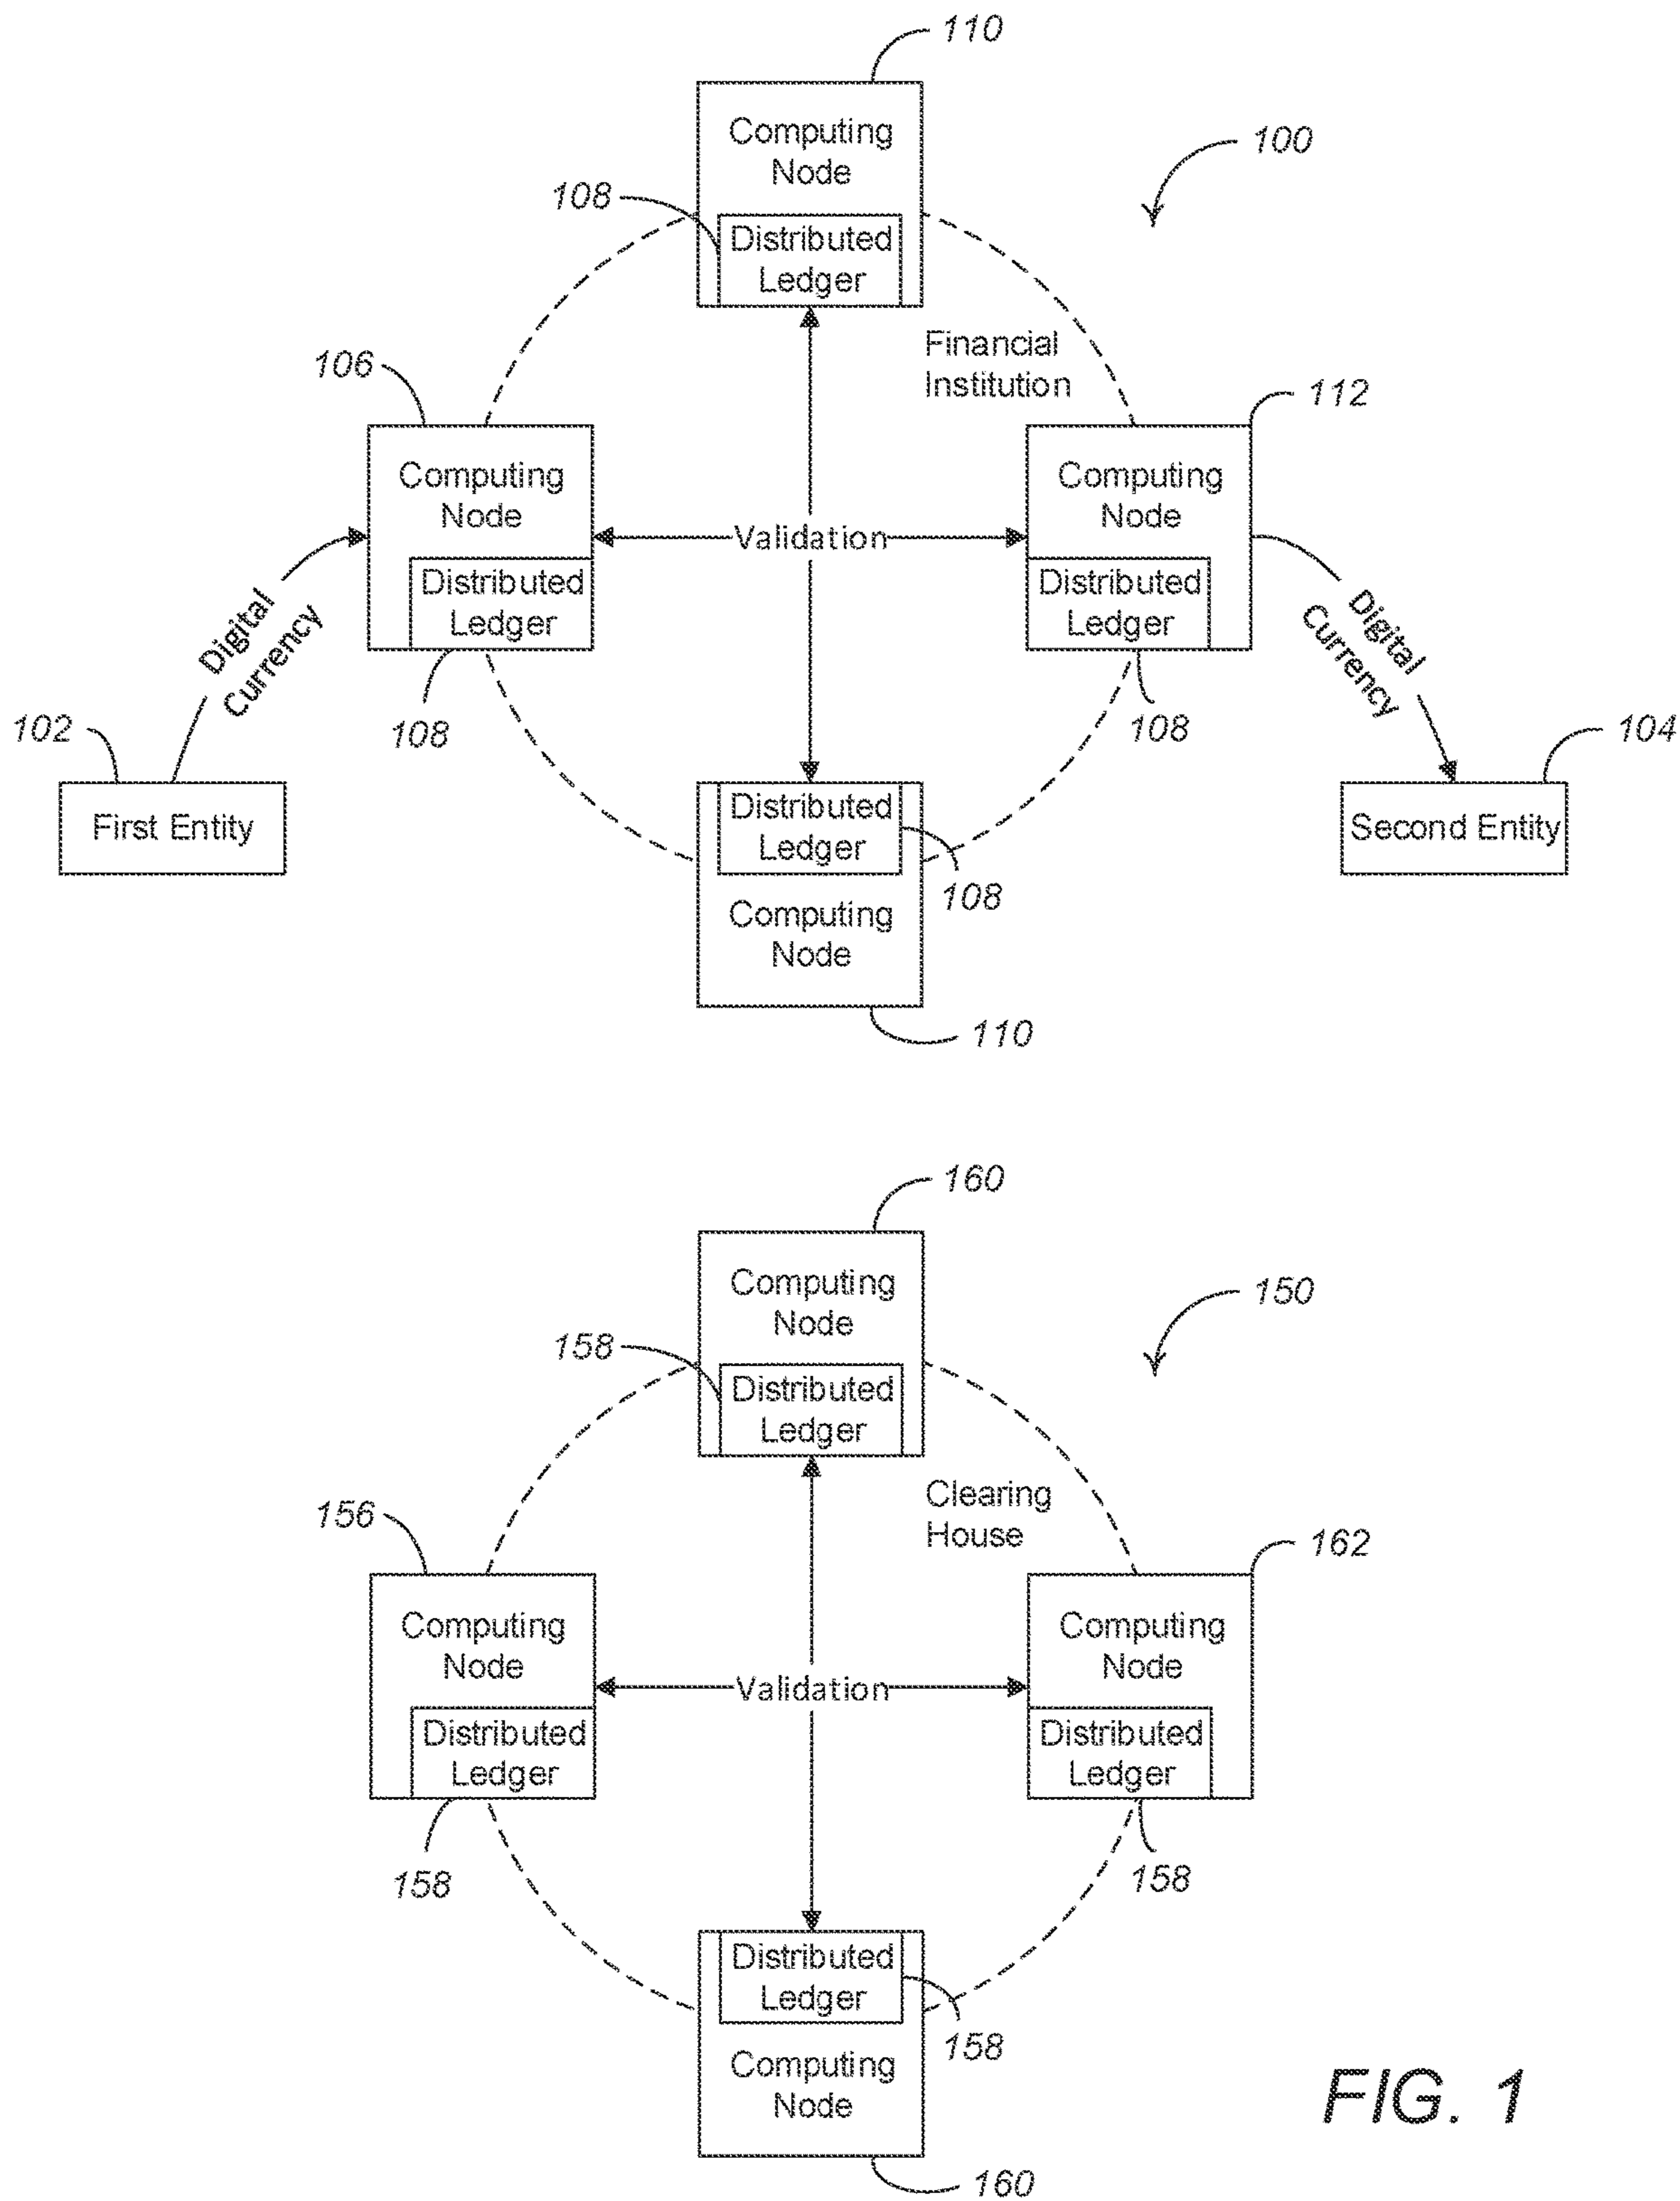 110
Computing
Node
100
108
Distributed
Ledger
Financial
Institution
106
112
Computing
Node
Computing
Node
Validation
Distributed
Ledger
Distributed
Ledger
Digital
Currency
Digital
Currency
102
108
108
104
First Entity
Distributed
Ledger
Second Entity
108
Computing
Node
110
160
Computing
Node
150
158
Distributed
Ledger
Clearing
House
156
162
Computing
Node
Computing
Node
Validation
Distributed
Ledger
Distributed
Ledger
158
158
Distributed
Ledger
158
Computing
Node
160
FIG. 1